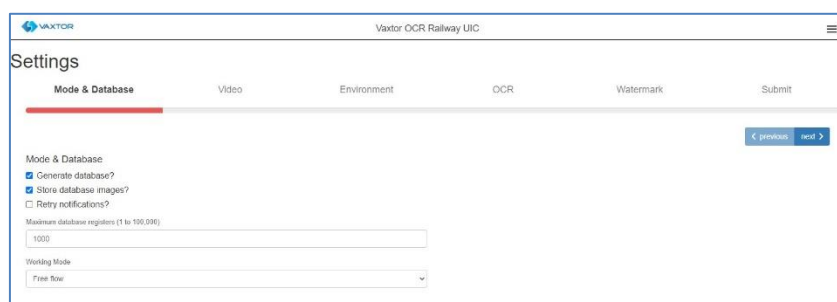 VAXTOR
Vaxtor OCR Railway UIC
Settings
Mode & Database Video Environment OCR Watermark Submit
previous next
Mode & Database
Generate database?
Store database images?
Retry notifications?
Maximum database registers (1 to 100,000)
1000
Working Mode
Free flow